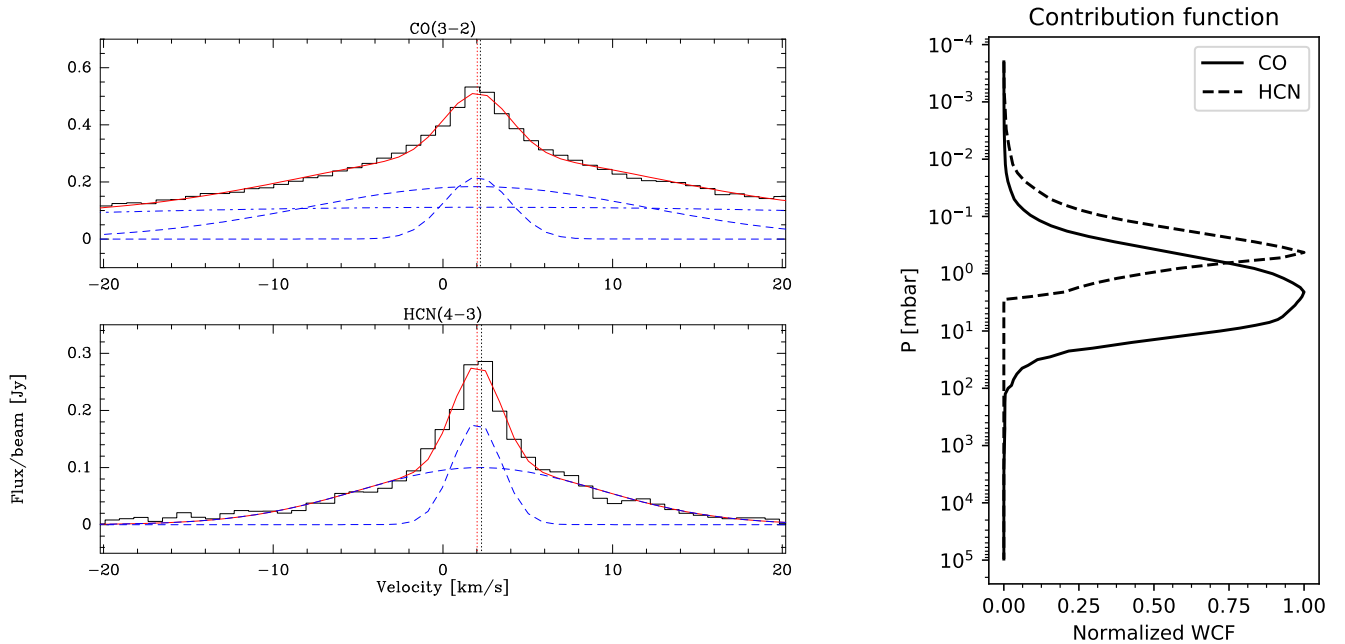 CO(3−2)
0.6
0.4
0.2
0
−20 −10 0 10 20
HCN(4−3)
0.3
0.2
0.1
0
−20 −10 0 10 20
Velocity [km/s]
Flux/beam [Jy]
Contribution function
CO
HCN
10⁻⁴
10⁻³
10⁻²
10⁻¹
10⁰
10¹
10²
10³
10⁴
10⁵
P [mbar]
0.00 0.25 0.50 0.75 1.00
Normalized WCF